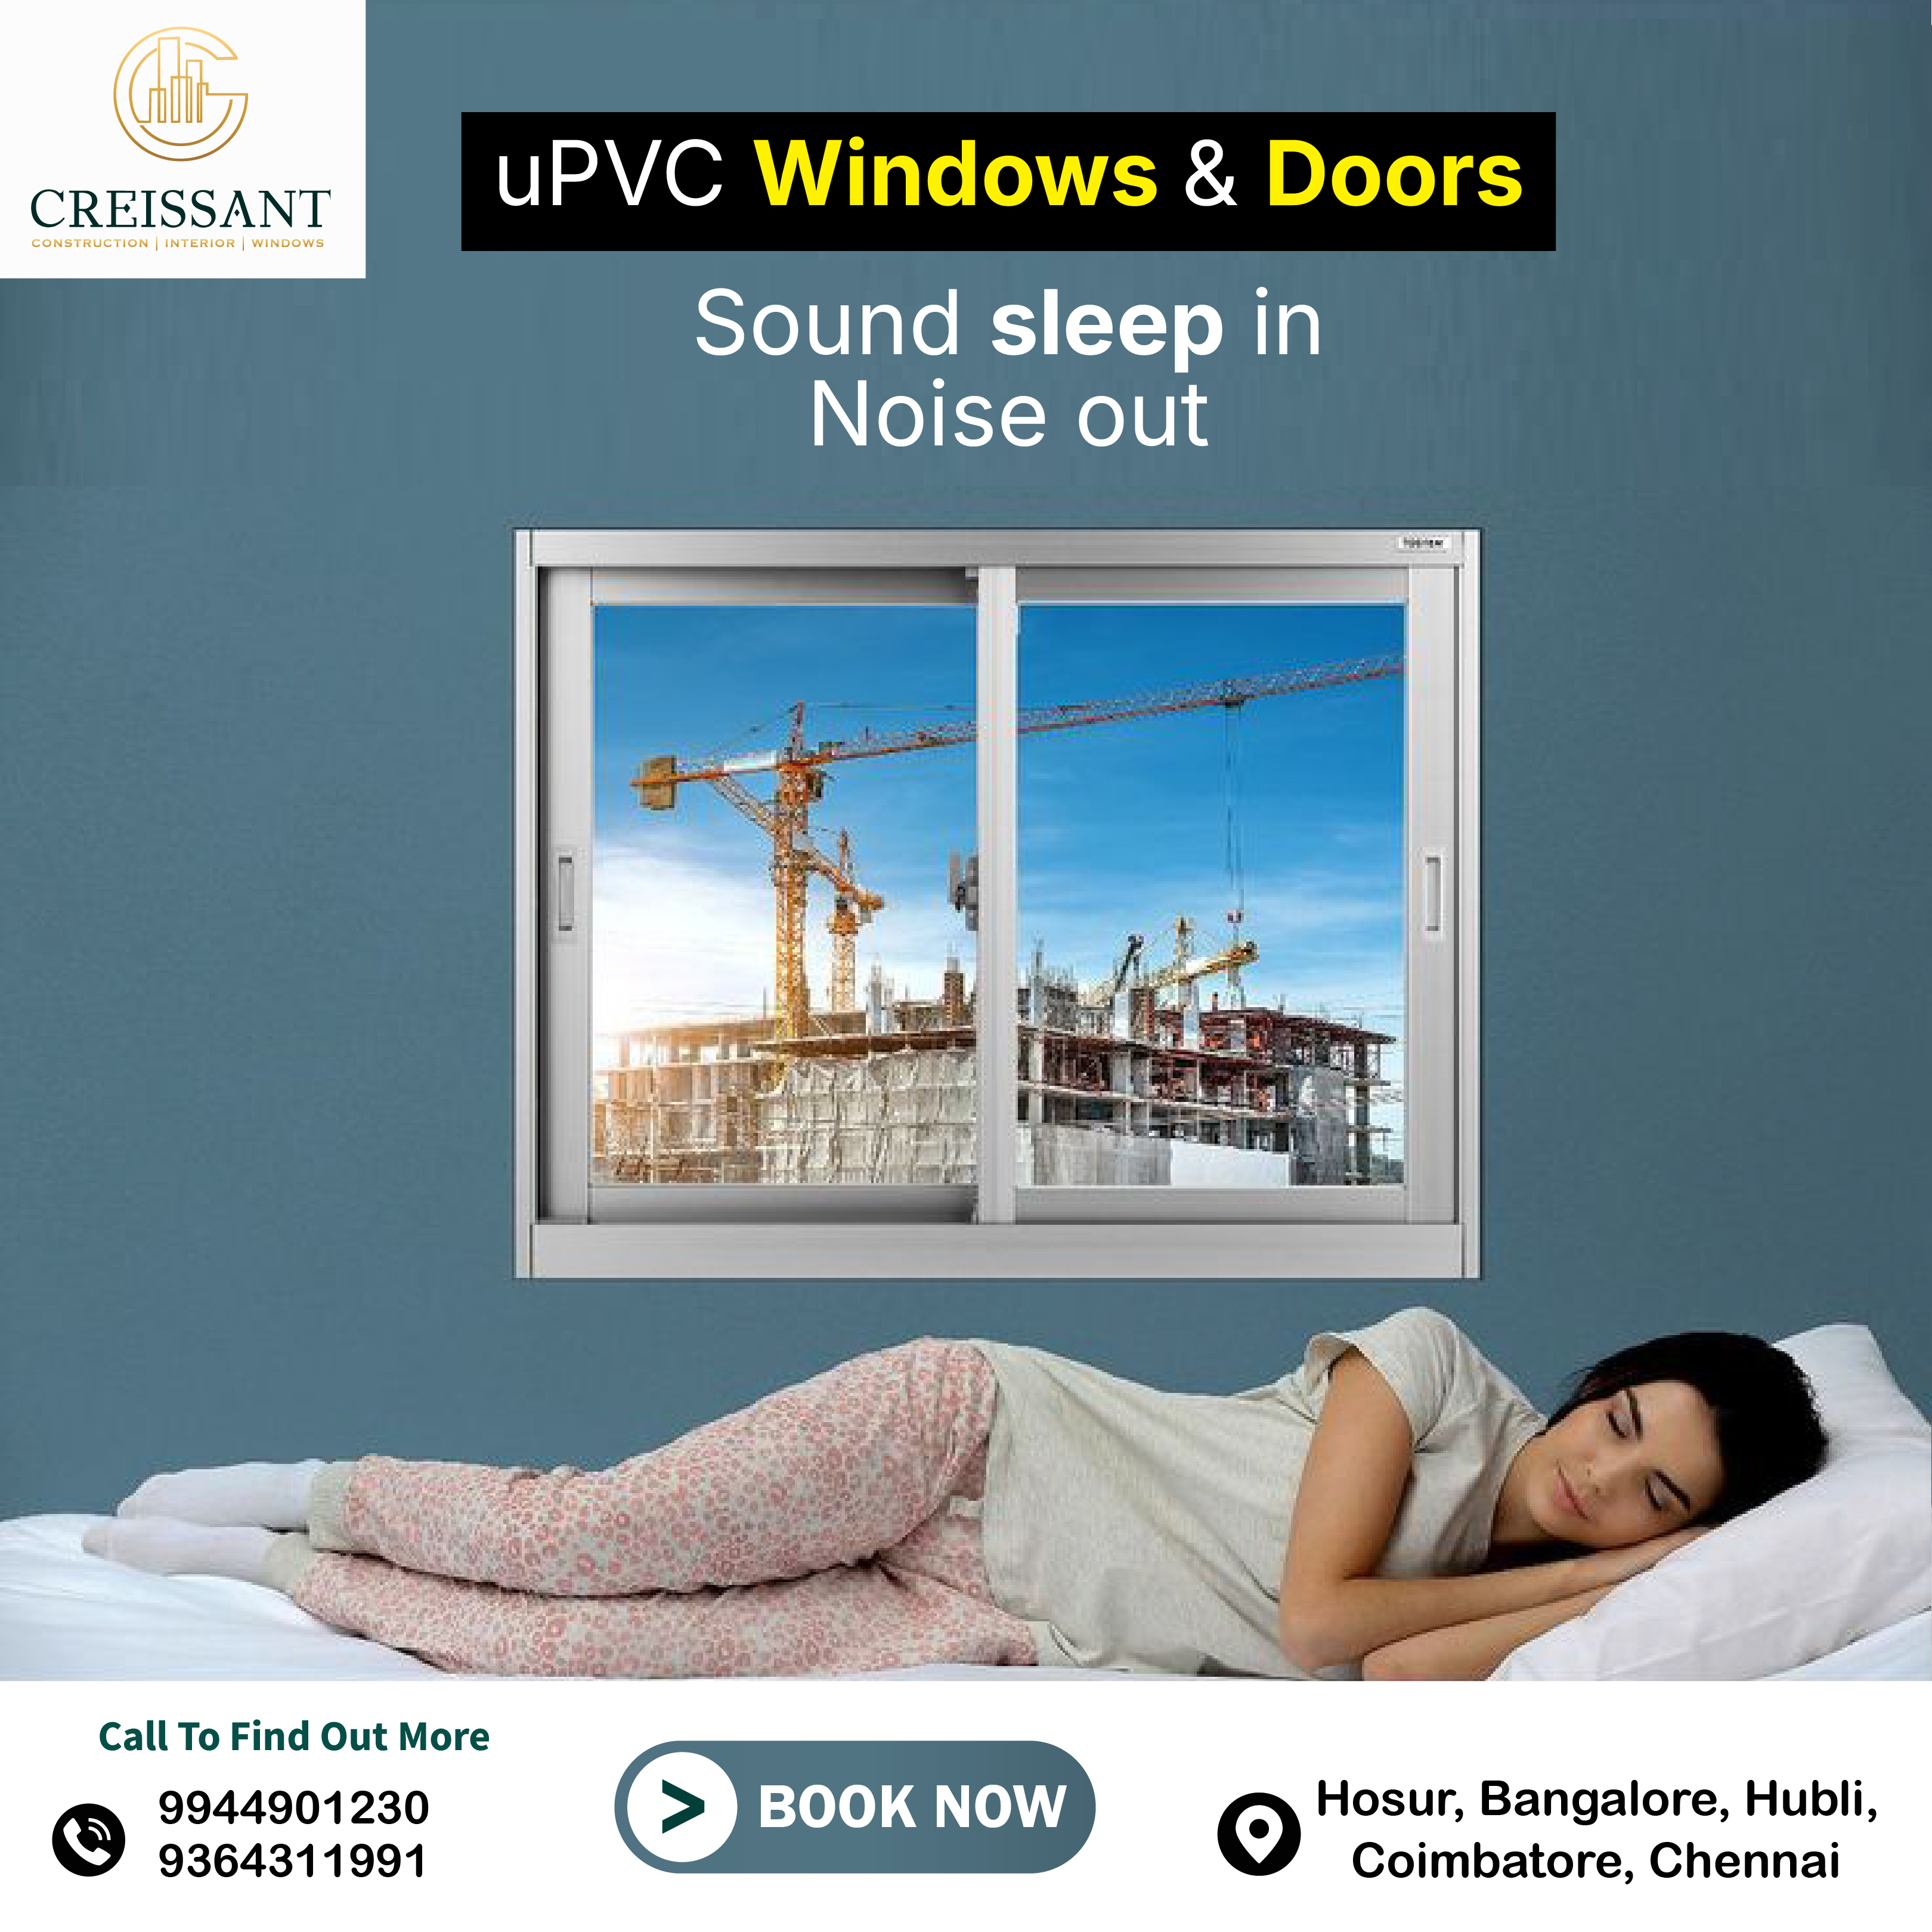 CREISSANT
CONSTRUCTION | INTERIOR | WINDOWS
uPVC Windows & Doors
Sound sleep in
Noise out
Call To Find Out More
9944901230
9364311991
> BOOK NOW
Hosur, Bangalore, Hubli,
Coimbatore, Chennai